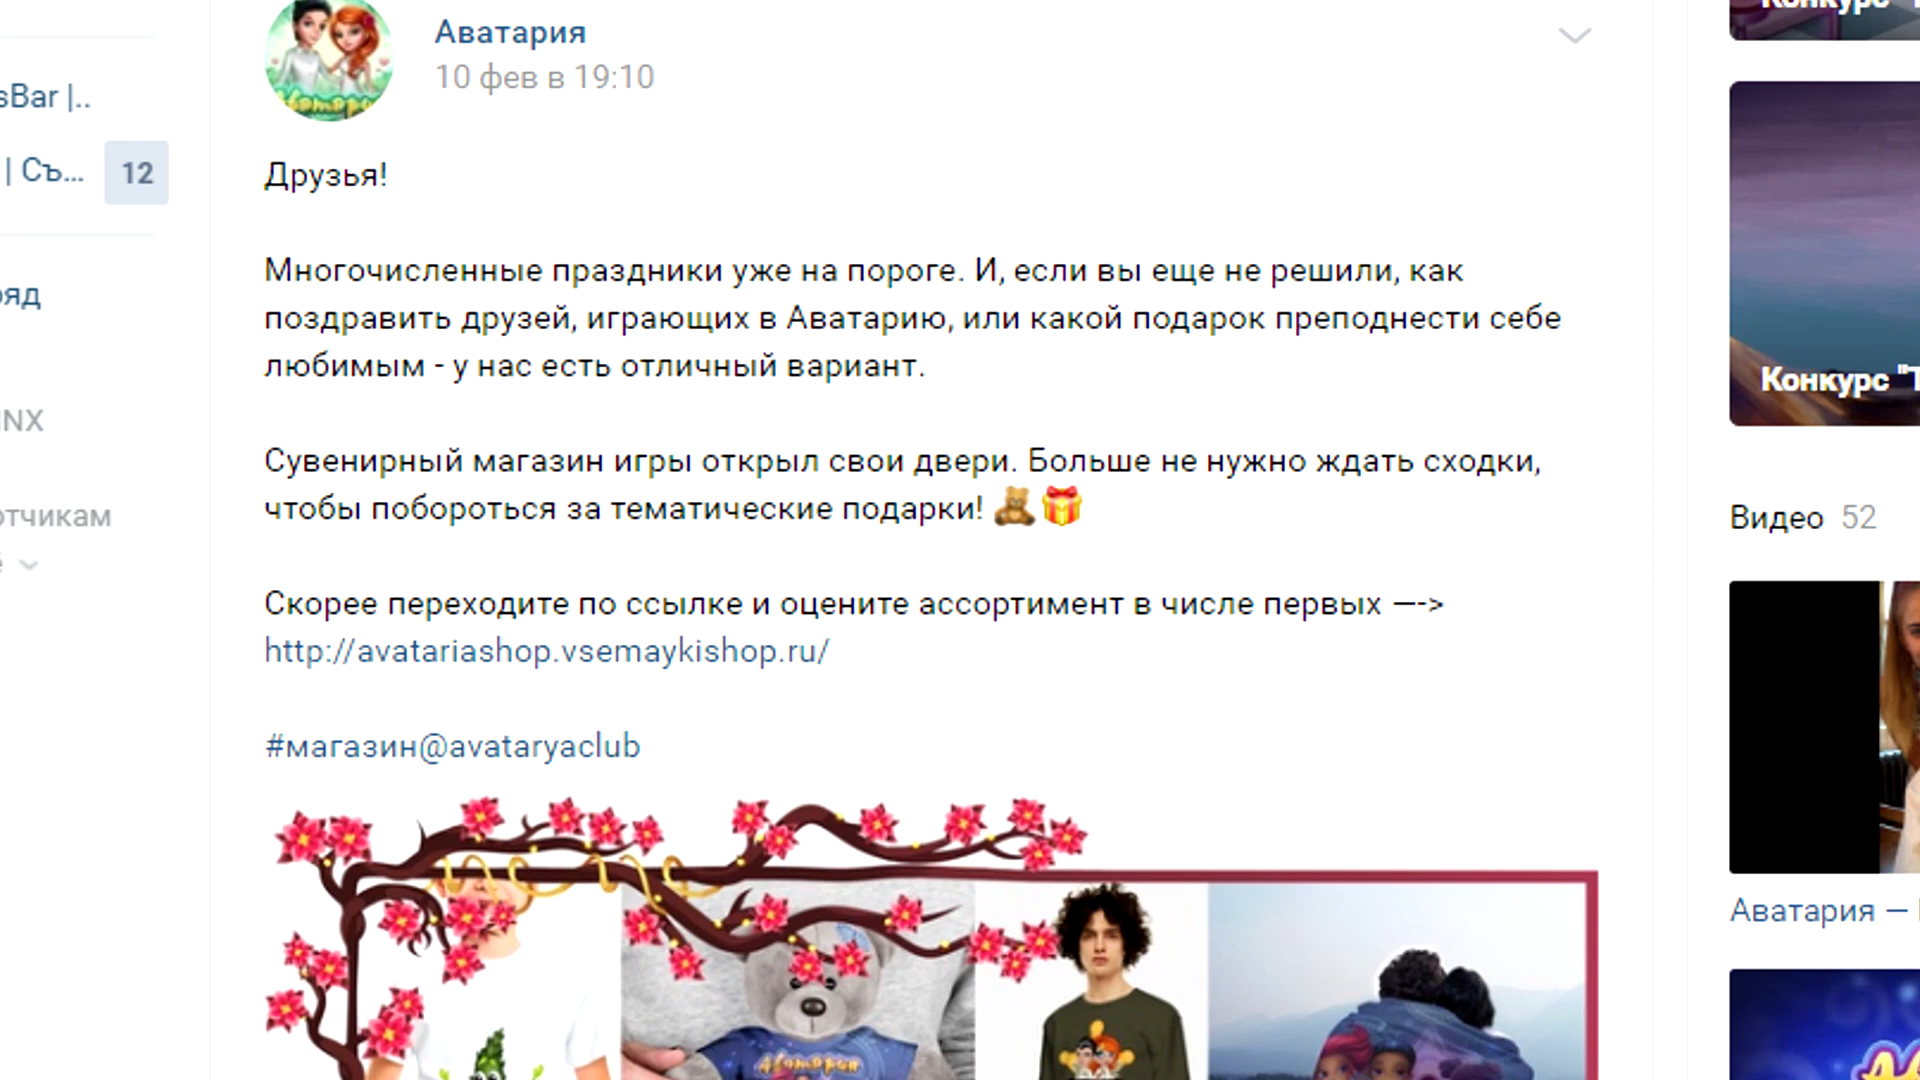 Аватария
10 фев в 19:10
Друзья!
Многочисленные праздники уже на пороге. И, если вы еще не решили, как
поздравить друзей, играющих в Аватарию, или какой подарок преподнести себе
любимым - у нас есть отличный вариант.
Сувенирный магазин игры открыл свои двери. Больше не нужно ждать сходки,
чтобы побороться за тематические подарки! 🧸🎁
Скорее переходите по ссылке и оцените ассортимент в числе первых —->
http://avatariashop.vsemaykishop.ru/
#магазин@avataryaclub
Аватария
sBar |..
| Съ... 12
ряд
INX
отчикам
Конкурс "Т
Видео 52
Аватария —